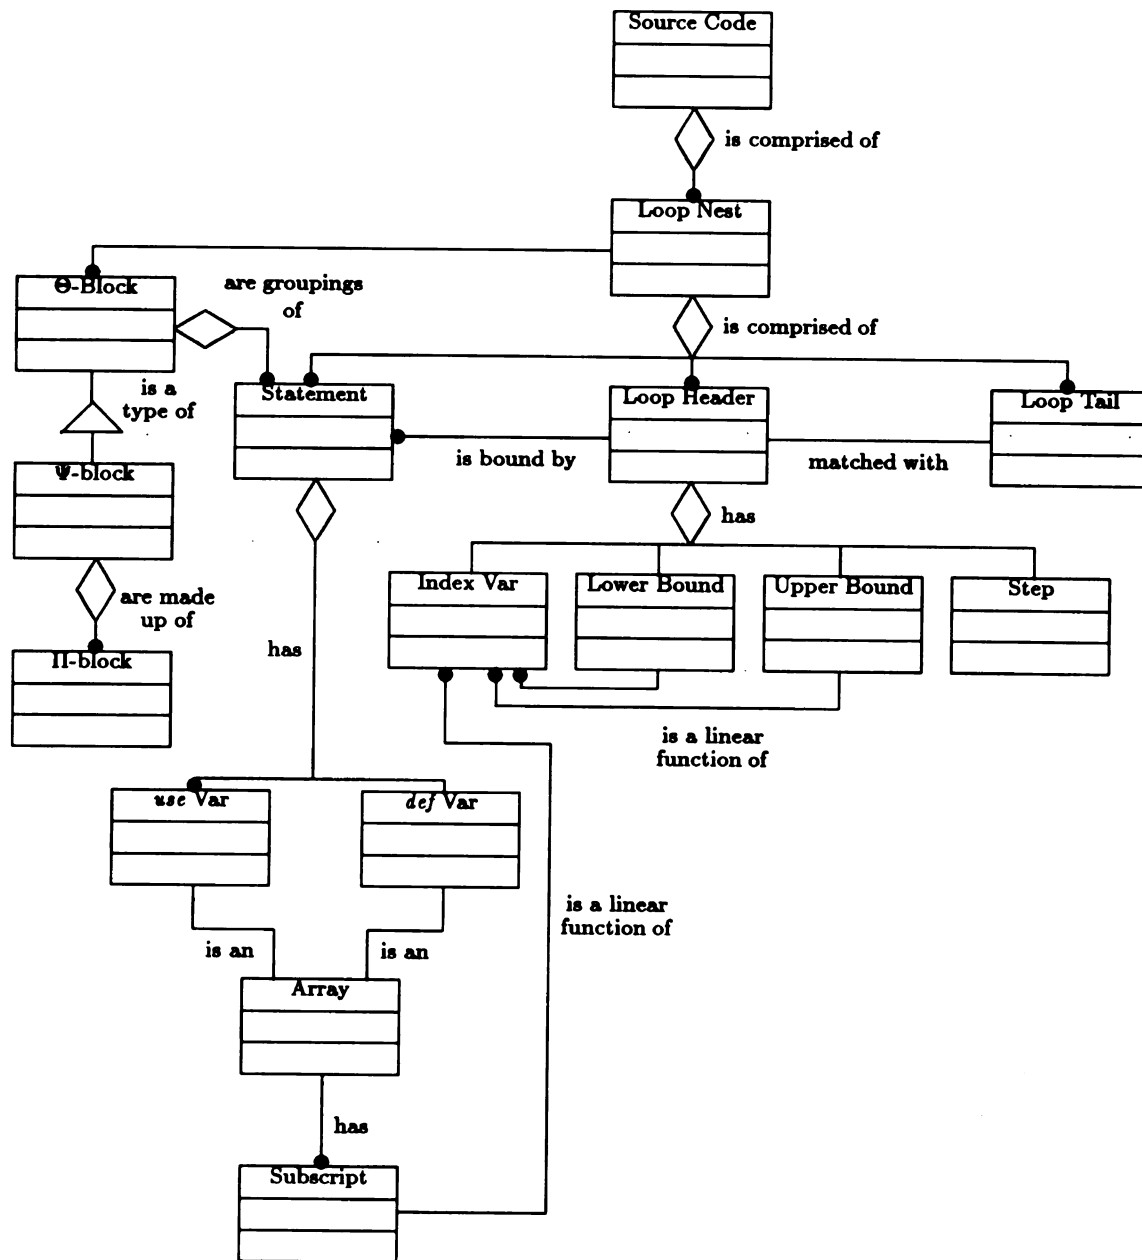 Source Code
is comprised of
Loop Nest
Θ-Block
are groupings
of
is comprised of
is a
type of
Statement
Loop Header
Loop Tail
is bound by
matched with
Ψ-block
has
are made
up of
Index Var
Lower Bound
Upper Bound
Step
has
Π-block
is a linear
function of
use Var
def Var
is a linear
function of
is an
is an
Array
has
Subscript